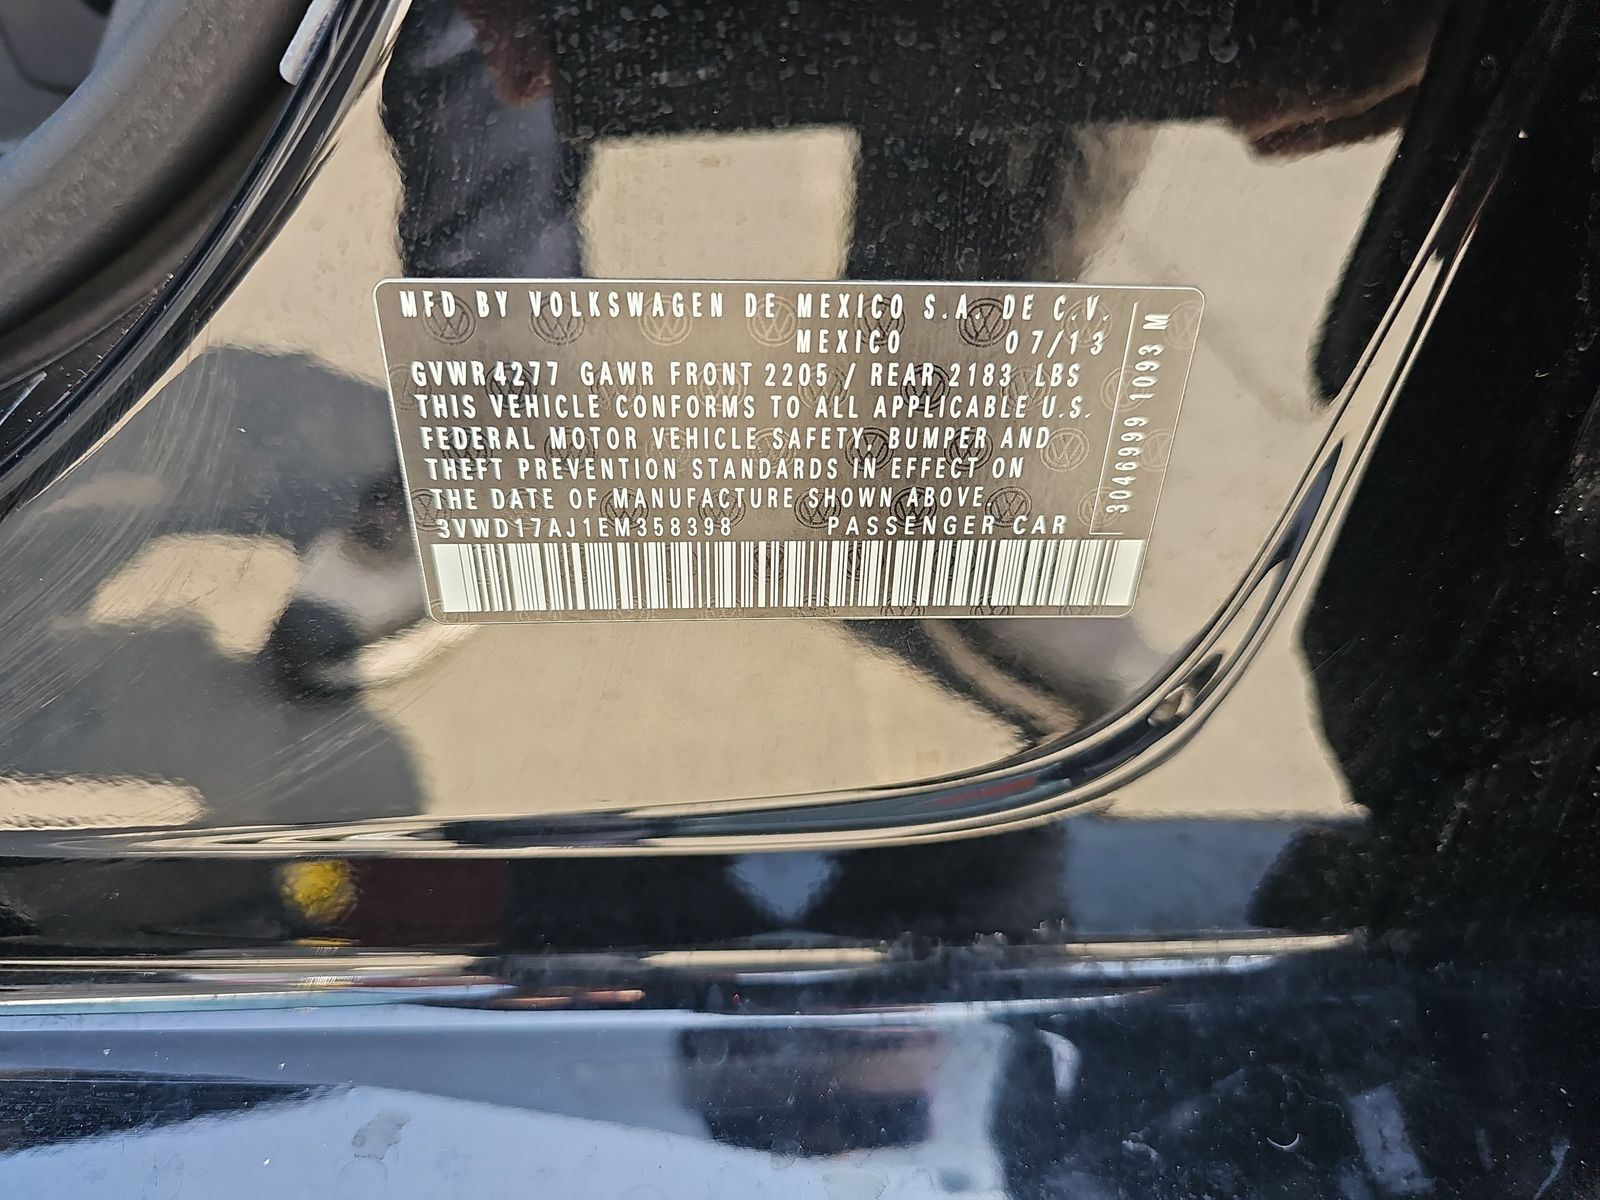 MFD BY VOLKSWAGEN DE MEXICO S.A. DE C.V.
MEXICO 07/13
GVWR 4277 GAWR FRONT 2205 / REAR 2183 LBS
THIS VEHICLE CONFORMS TO ALL APPLICABLE U.S.
FEDERAL MOTOR VEHICLE SAFETY, BUMPER AND
THEFT PREVENTION STANDARDS IN EFFECT ON
THE DATE OF MANUFACTURE SHOWN ABOVE
3VWD17AJ1EM358398 PASSENGER CAR
3046999 1093 M